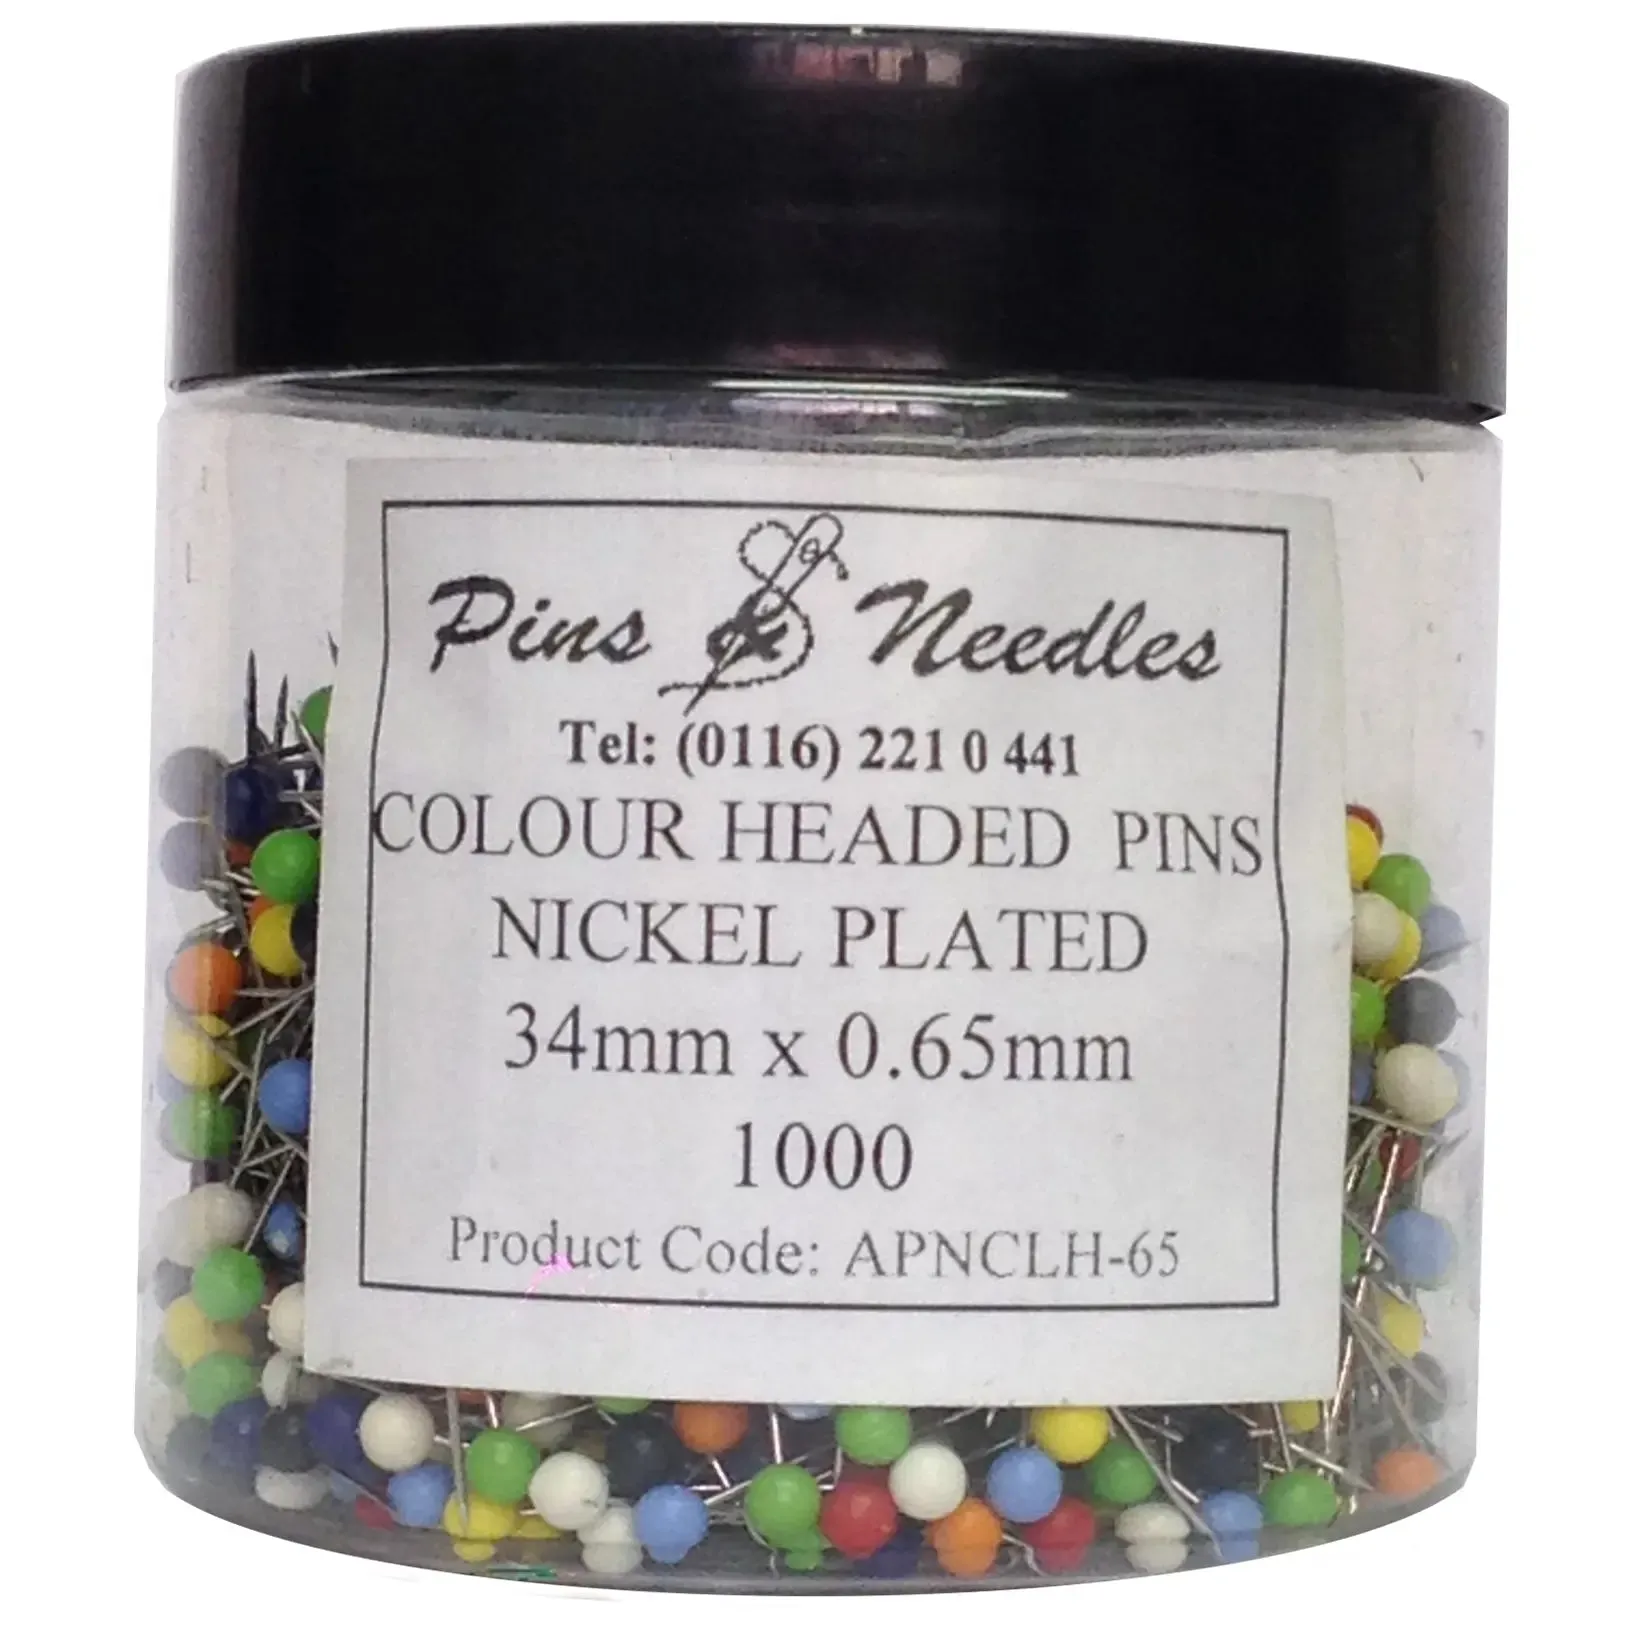 Pins & Needles
Tel: (0116) 221 0 441
COLOUR HEADED PINS
NICKEL PLATED
34mm x 0.65mm
1000
Product Code: APNCLH-65